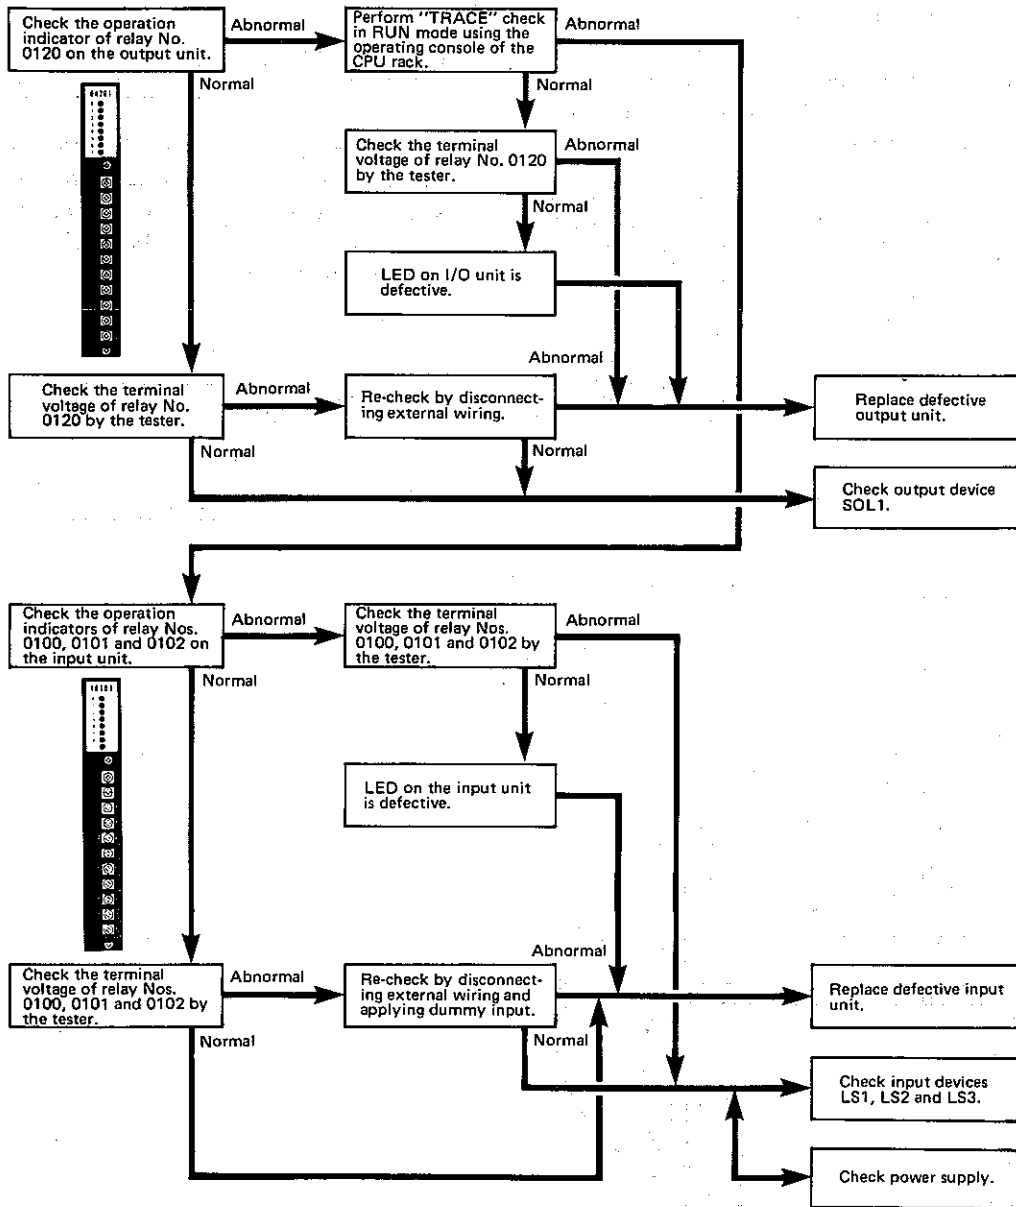 Check the operation
indicator of relay No.
0120 on the output unit.
Abnormal
Perform "TRACE" check
in RUN mode using the
operating console of the
CPU rack.
Abnormal
Normal
Normal
Check the terminal
voltage of relay No. 0120
by the tester.
Abnormal
Normal
LED on I/O unit is
defective.
Abnormal
Check the terminal
voltage of relay No.
0120 by the tester.
Abnormal
Re-check by disconnect-
ing external wiring.
Replace defective
output unit.
Normal
Normal
Check output device
SOL1.
Check the operation
indicators of relay Nos.
0100, 0101 and 0102 on
the input unit.
Abnormal
Check the terminal
voltage of relay Nos.
0100, 0101 and 0102 by
the tester.
Abnormal
Normal
Normal
LED on the input unit
is defective.
Abnormal
Check the terminal
voltage of relay Nos.
0100, 0101 and 0102 by
the tester.
Abnormal
Re-check by disconnect-
ing external wiring and
applying dummy input.
Replace defective input
unit.
Normal
Normal
Check input devices
LS1, LS2 and LS3.
Check power supply.